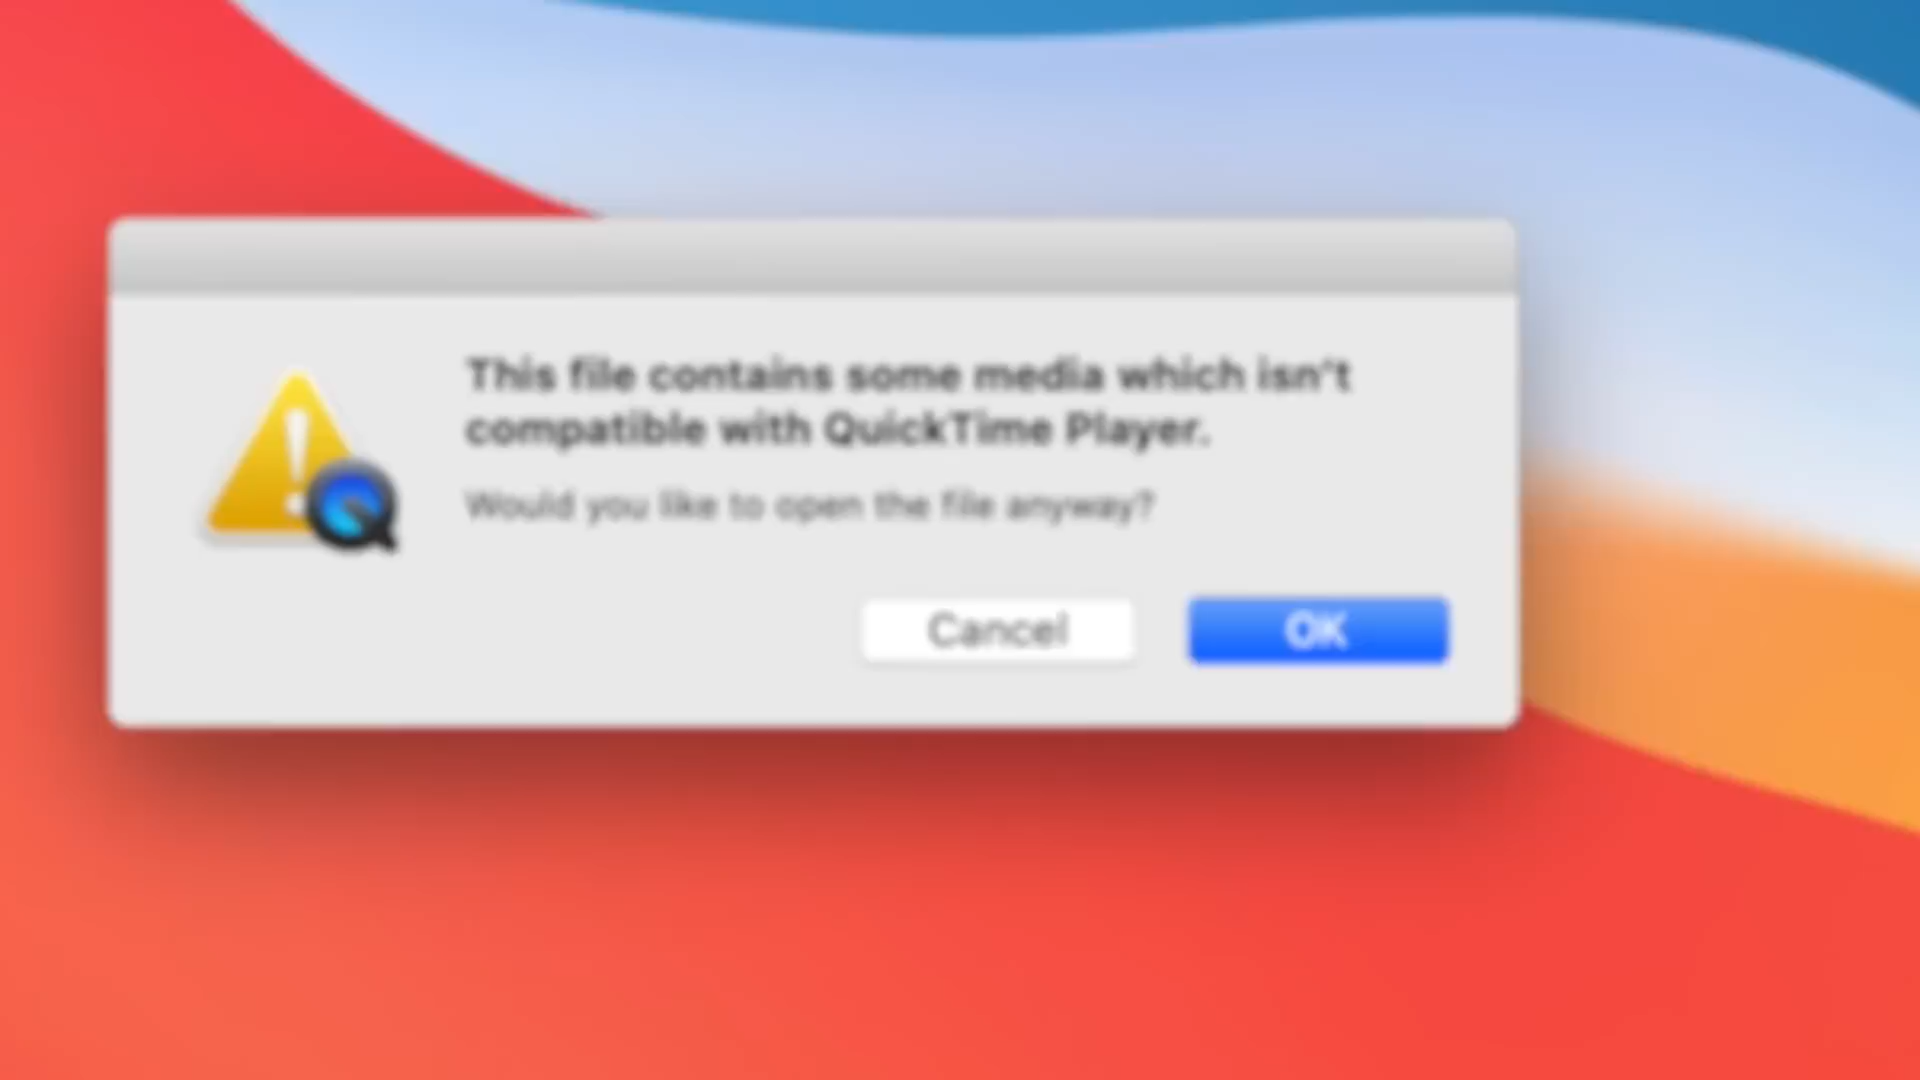 This file contains some media which isn't
compatible with QuickTime Player.
Would you like to open the file anyway?
Cancel
OK